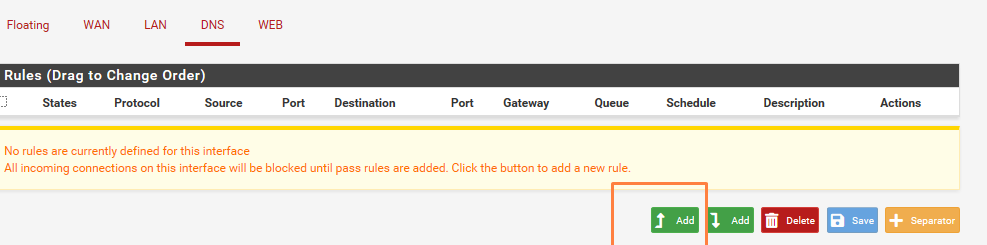 Floating WAN LAN DNS WEB
Rules (Drag to Change Order)
States Protocol Source Port Destination Port Gateway Queue Schedule Description Actions
No rules are currently defined for this interface
All incoming connections on this interface will be blocked until pass rules are added. Click the button to add a new rule.
Add Add Delete Save Separator